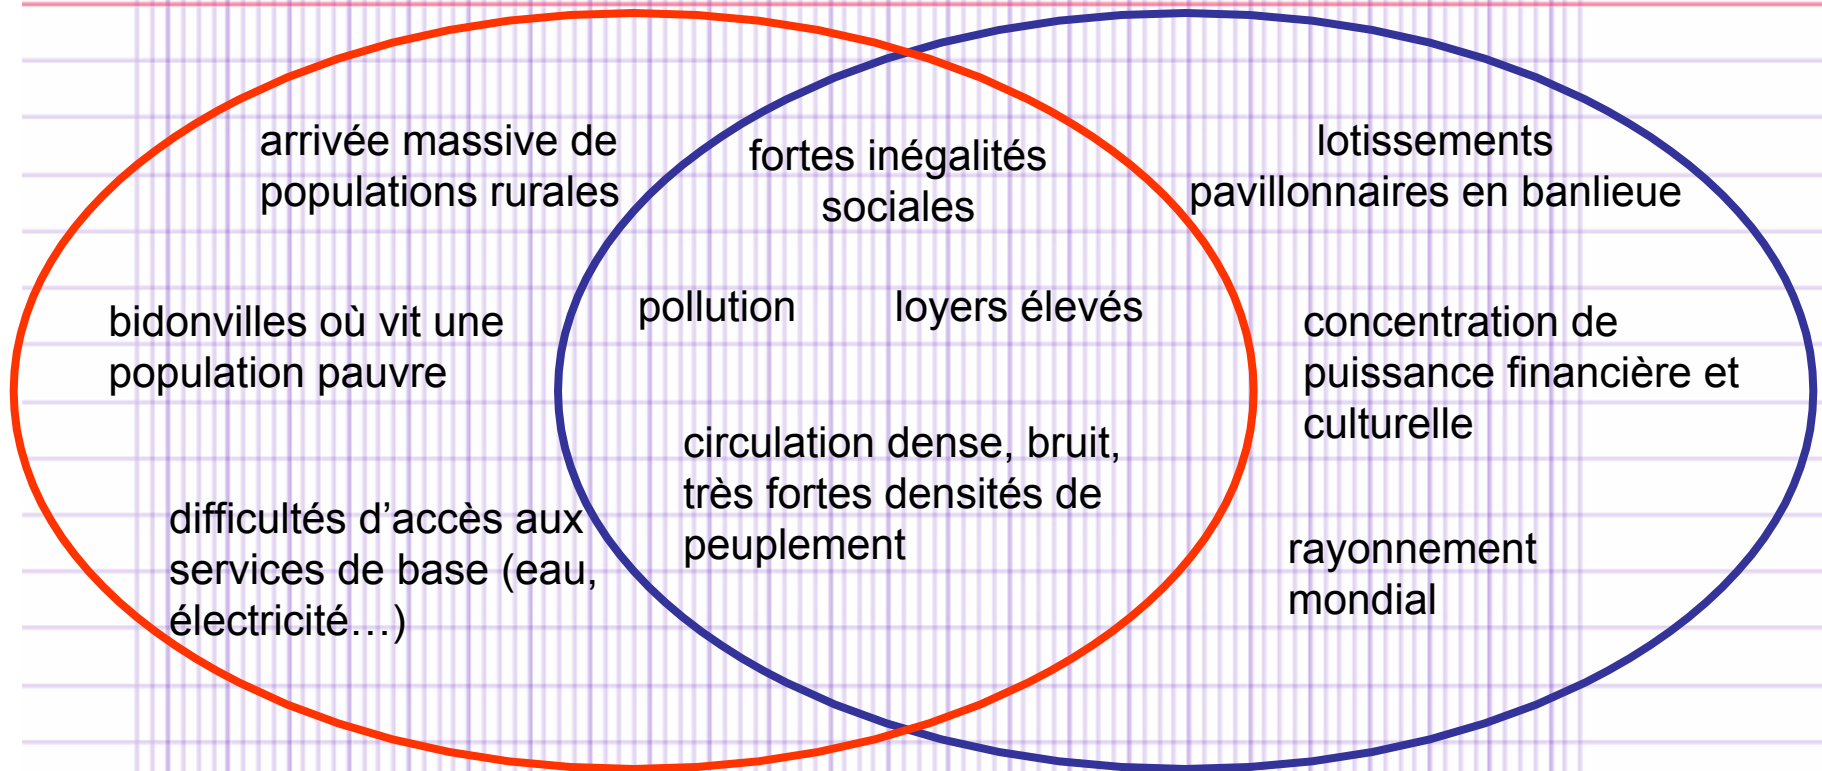 arrivée massive de
populations rurales
bidonvilles où vit une
population pauvre
difficultés d’accès aux
services de base (eau,
électricité…)
fortes inégalités
sociales
pollution
loyers élevés
circulation dense, bruit,
très fortes densités de
peuplement
lotissements
pavillonnaires en banlieue
concentration de
puissance financière et
culturelle
rayonnement
mondial